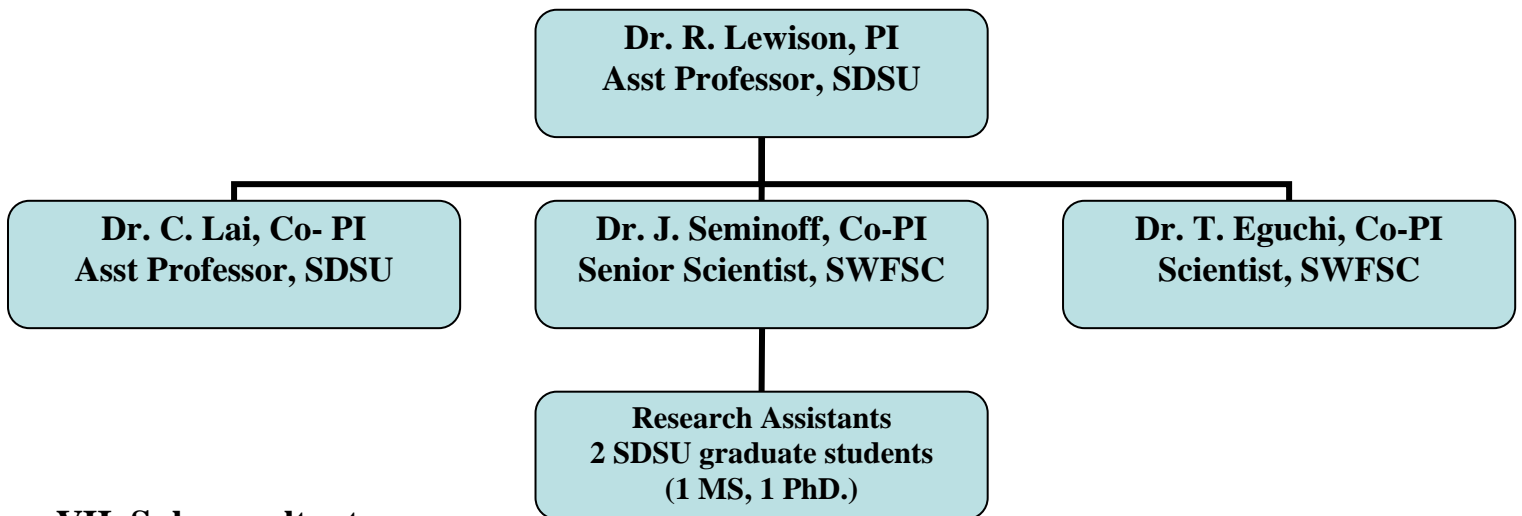 Dr. R. Lewison, PI
Asst Professor, SDSU
Dr. C. Lai, Co- PI
Asst Professor, SDSU
Dr. J. Seminoff, Co-PI
Senior Scientist, SWFSC
Dr. T. Eguchi, Co-PI
Scientist, SWFSC
Research Assistants
2 SDSU graduate students
(1 MS, 1 PhD.)